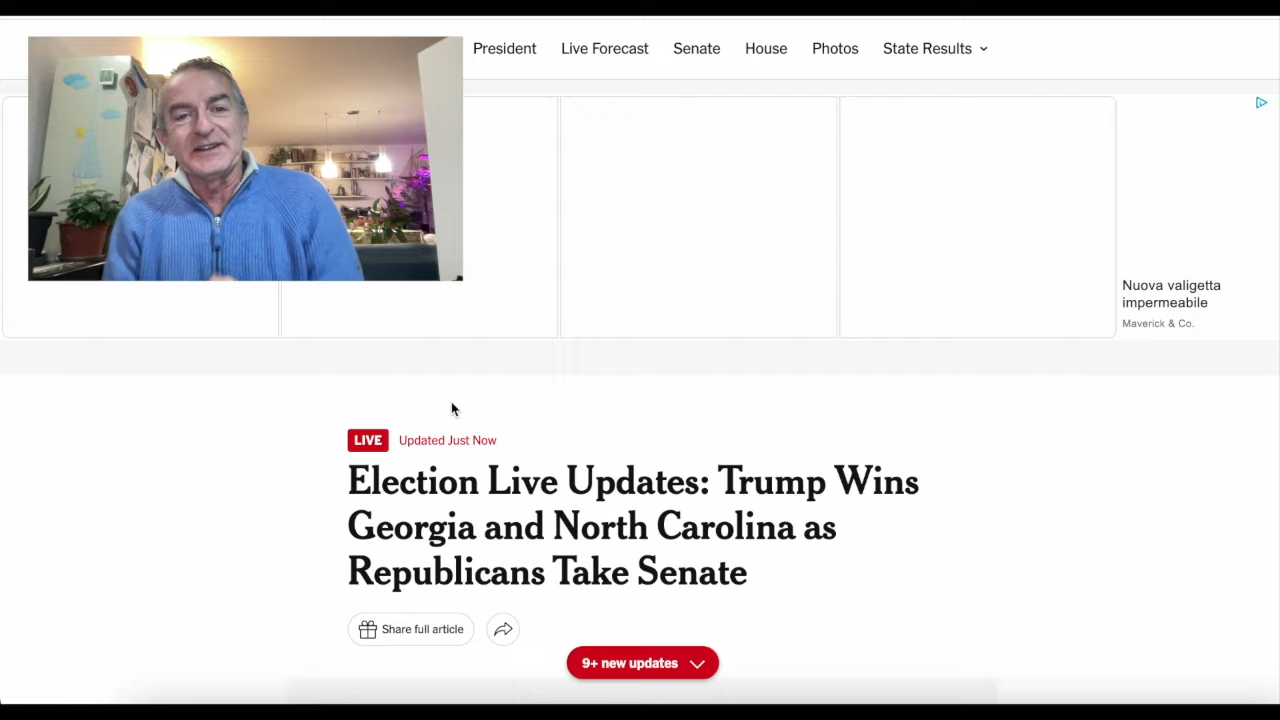 President Live Forecast Senate House Photos State Results
Nuova valigetta
impermeabile
Maverick & Co.
LIVE Updated Just Now
Election Live Updates: Trump Wins
Georgia and North Carolina as
Republicans Take Senate
Share full article
9+ new updates